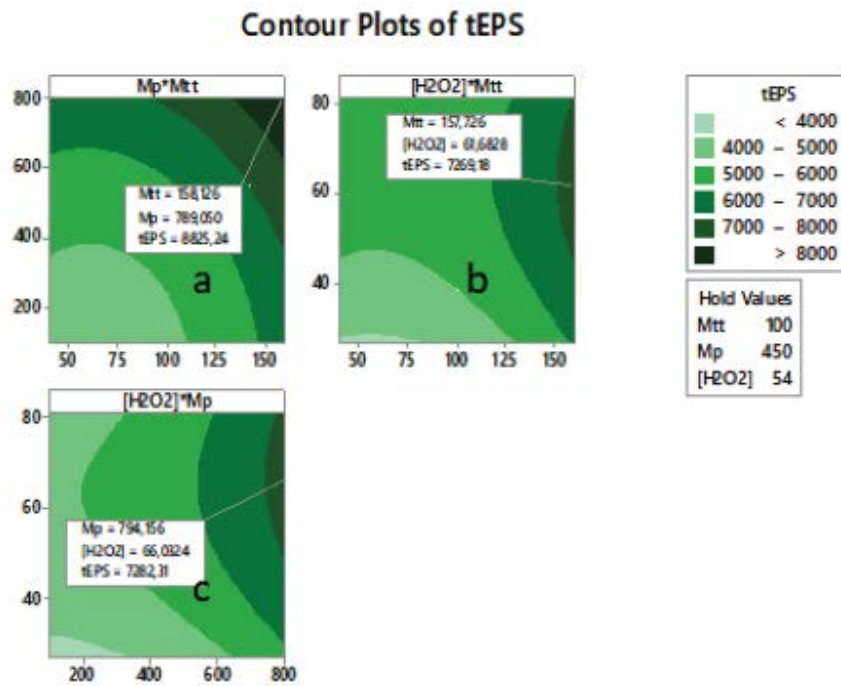 Contour Plots of tEPS
Mp*Mtt
800
600
400
200
50 75 100 125 150
Mtt = 158,126
Mp = 789,050
tEPS = 8825,24
a
[H2O2]*Mtt
80
60
40
50 75 100 125 150
Mtt = 157,726
[H2O2] = 61,6828
tEPS = 7269,18
b
tEPS
< 4000
4000 – 5000
5000 – 6000
6000 – 7000
7000 – 8000
> 8000
Hold Values
Mtt 100
Mp 450
[H2O2] 54
[H2O2]*Mp
80
60
40
200 400 600 800
Mp = 794,156
[H2O2] = 66,0324
tEPS = 7282,31
c